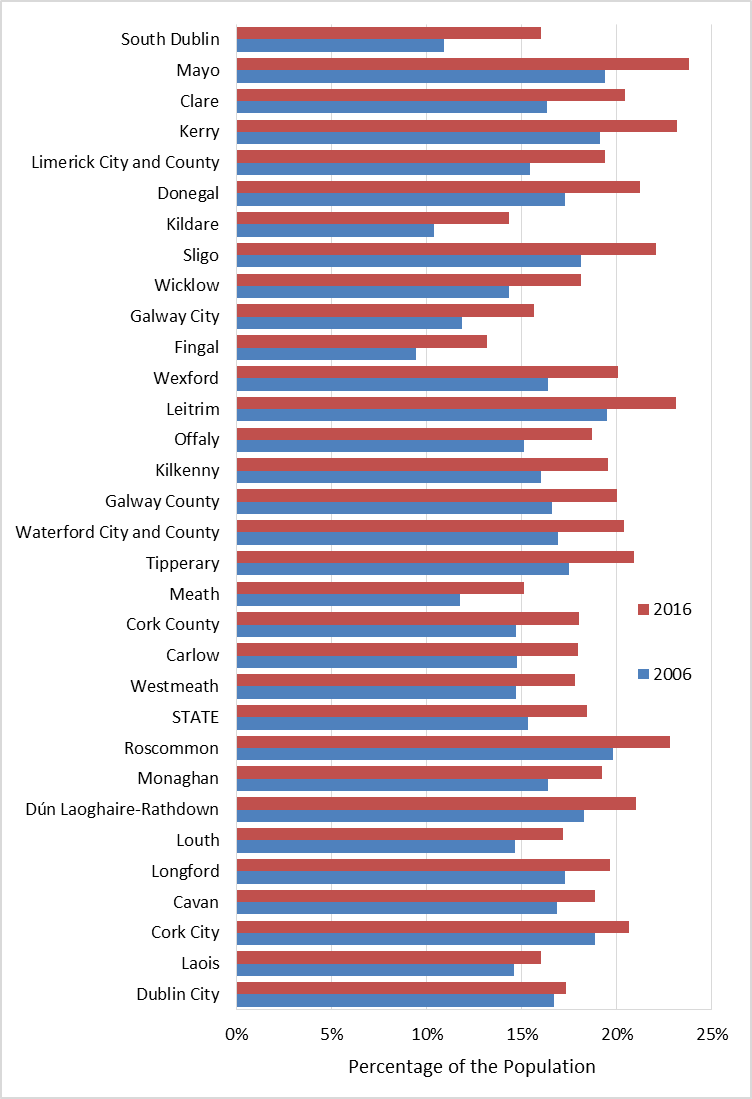 South Dublin
Mayo
Clare
Kerry
Limerick City and County
Donegal
Kildare
Sligo
Wicklow
Galway City
Fingal
Wexford
Leitrim
Offaly
Kilkenny
Galway County
Waterford City and County
Tipperary
Meath
2016
Cork County
Carlow
2006
Westmeath
STATE
Roscommon
Monaghan
Dún Laoghaire-Rathdown
Louth
Longford
Cavan
Cork City
Laois
Dublin City
0% 5% 10% 15% 20% 25%
Percentage of the Population